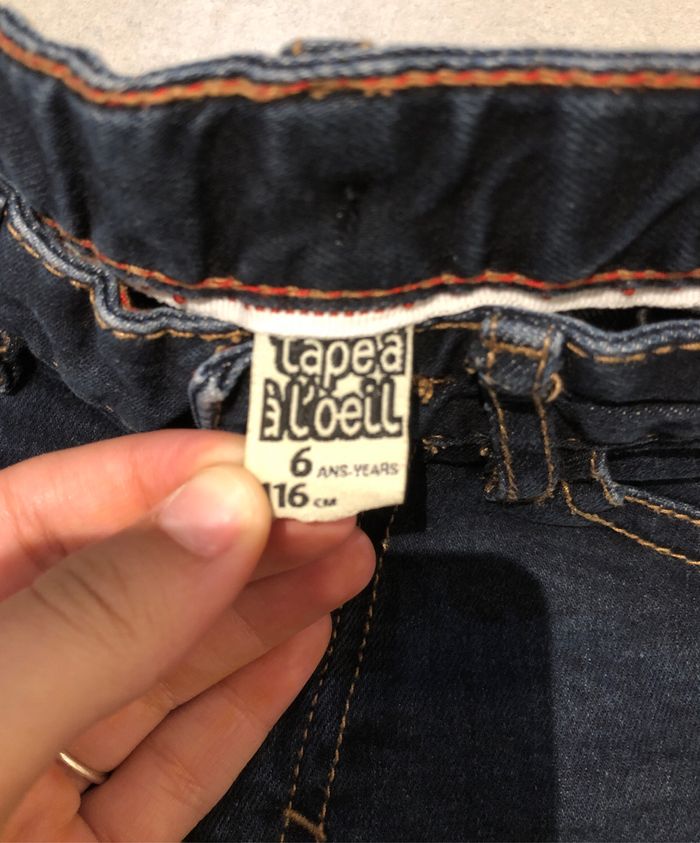 tape à
à l'oeil
6 ANS-YEARS
116 CM